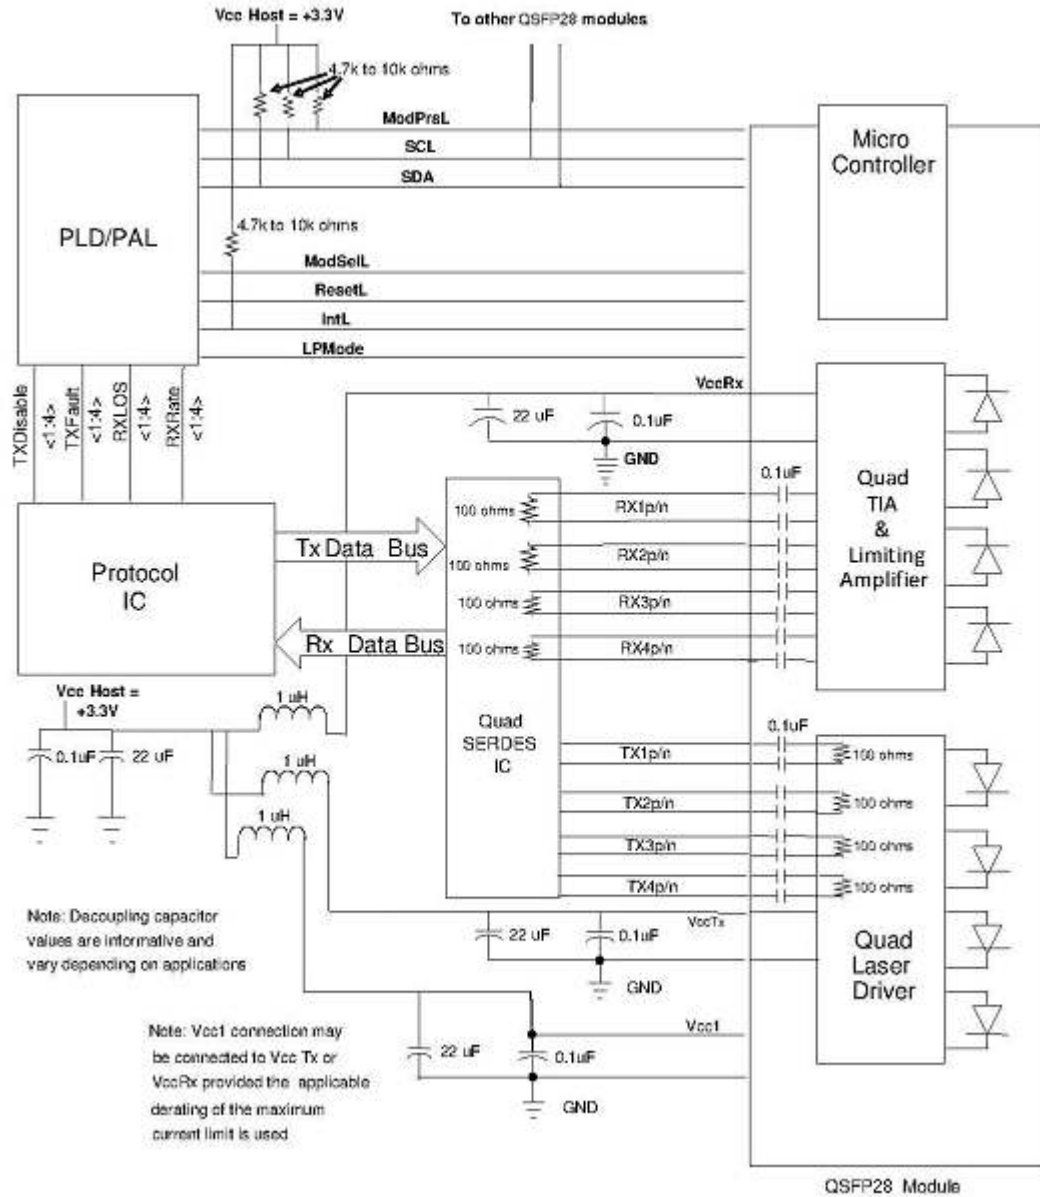 Vcc Host = +3.3V
To other QSFP28 modules
4.7k to 10k ohms
ModPrsL
SCL
SDA
Micro
Controller
PLD/PAL
4.7k to 10k ohms
ModSelL
ResetL
IntL
LPMode
TXDisable
<1:4>
TXFault
<1:4>
RXLOS
<1:4>
RXRate
<1:4>
VccRx
22 uF
0.1uF
GND
0.1uF
100 ohms
RX1p/n
100 ohms
RX2p/n
100 ohms
RX3p/n
100 ohms
RX4p/n
Quad
TIA
&
Limiting
Amplifier
Tx Data Bus
Protocol
IC
Rx Data Bus
Vcc Host =
+3.3V
0.1uF
22 uF
1 uH
1 uH
1 uH
Quad
SERDES
IC
0.1uF
TX1p/n
100 ohms
TX2p/n
100 ohms
TX3p/n
100 ohms
TX4p/n
100 ohms
Note: Decoupling capacitor
values are informative and
vary depending on applications
VccTx
22 uF
0.1uF
GND
Quad
Laser
Driver
Note: Vcc1 connection may
be connected to Vcc Tx or
VccRx provided the applicable
derating of the maximum
current limit is used
Vcc1
22 uF
0.1uF
GND
QSFP28 Module